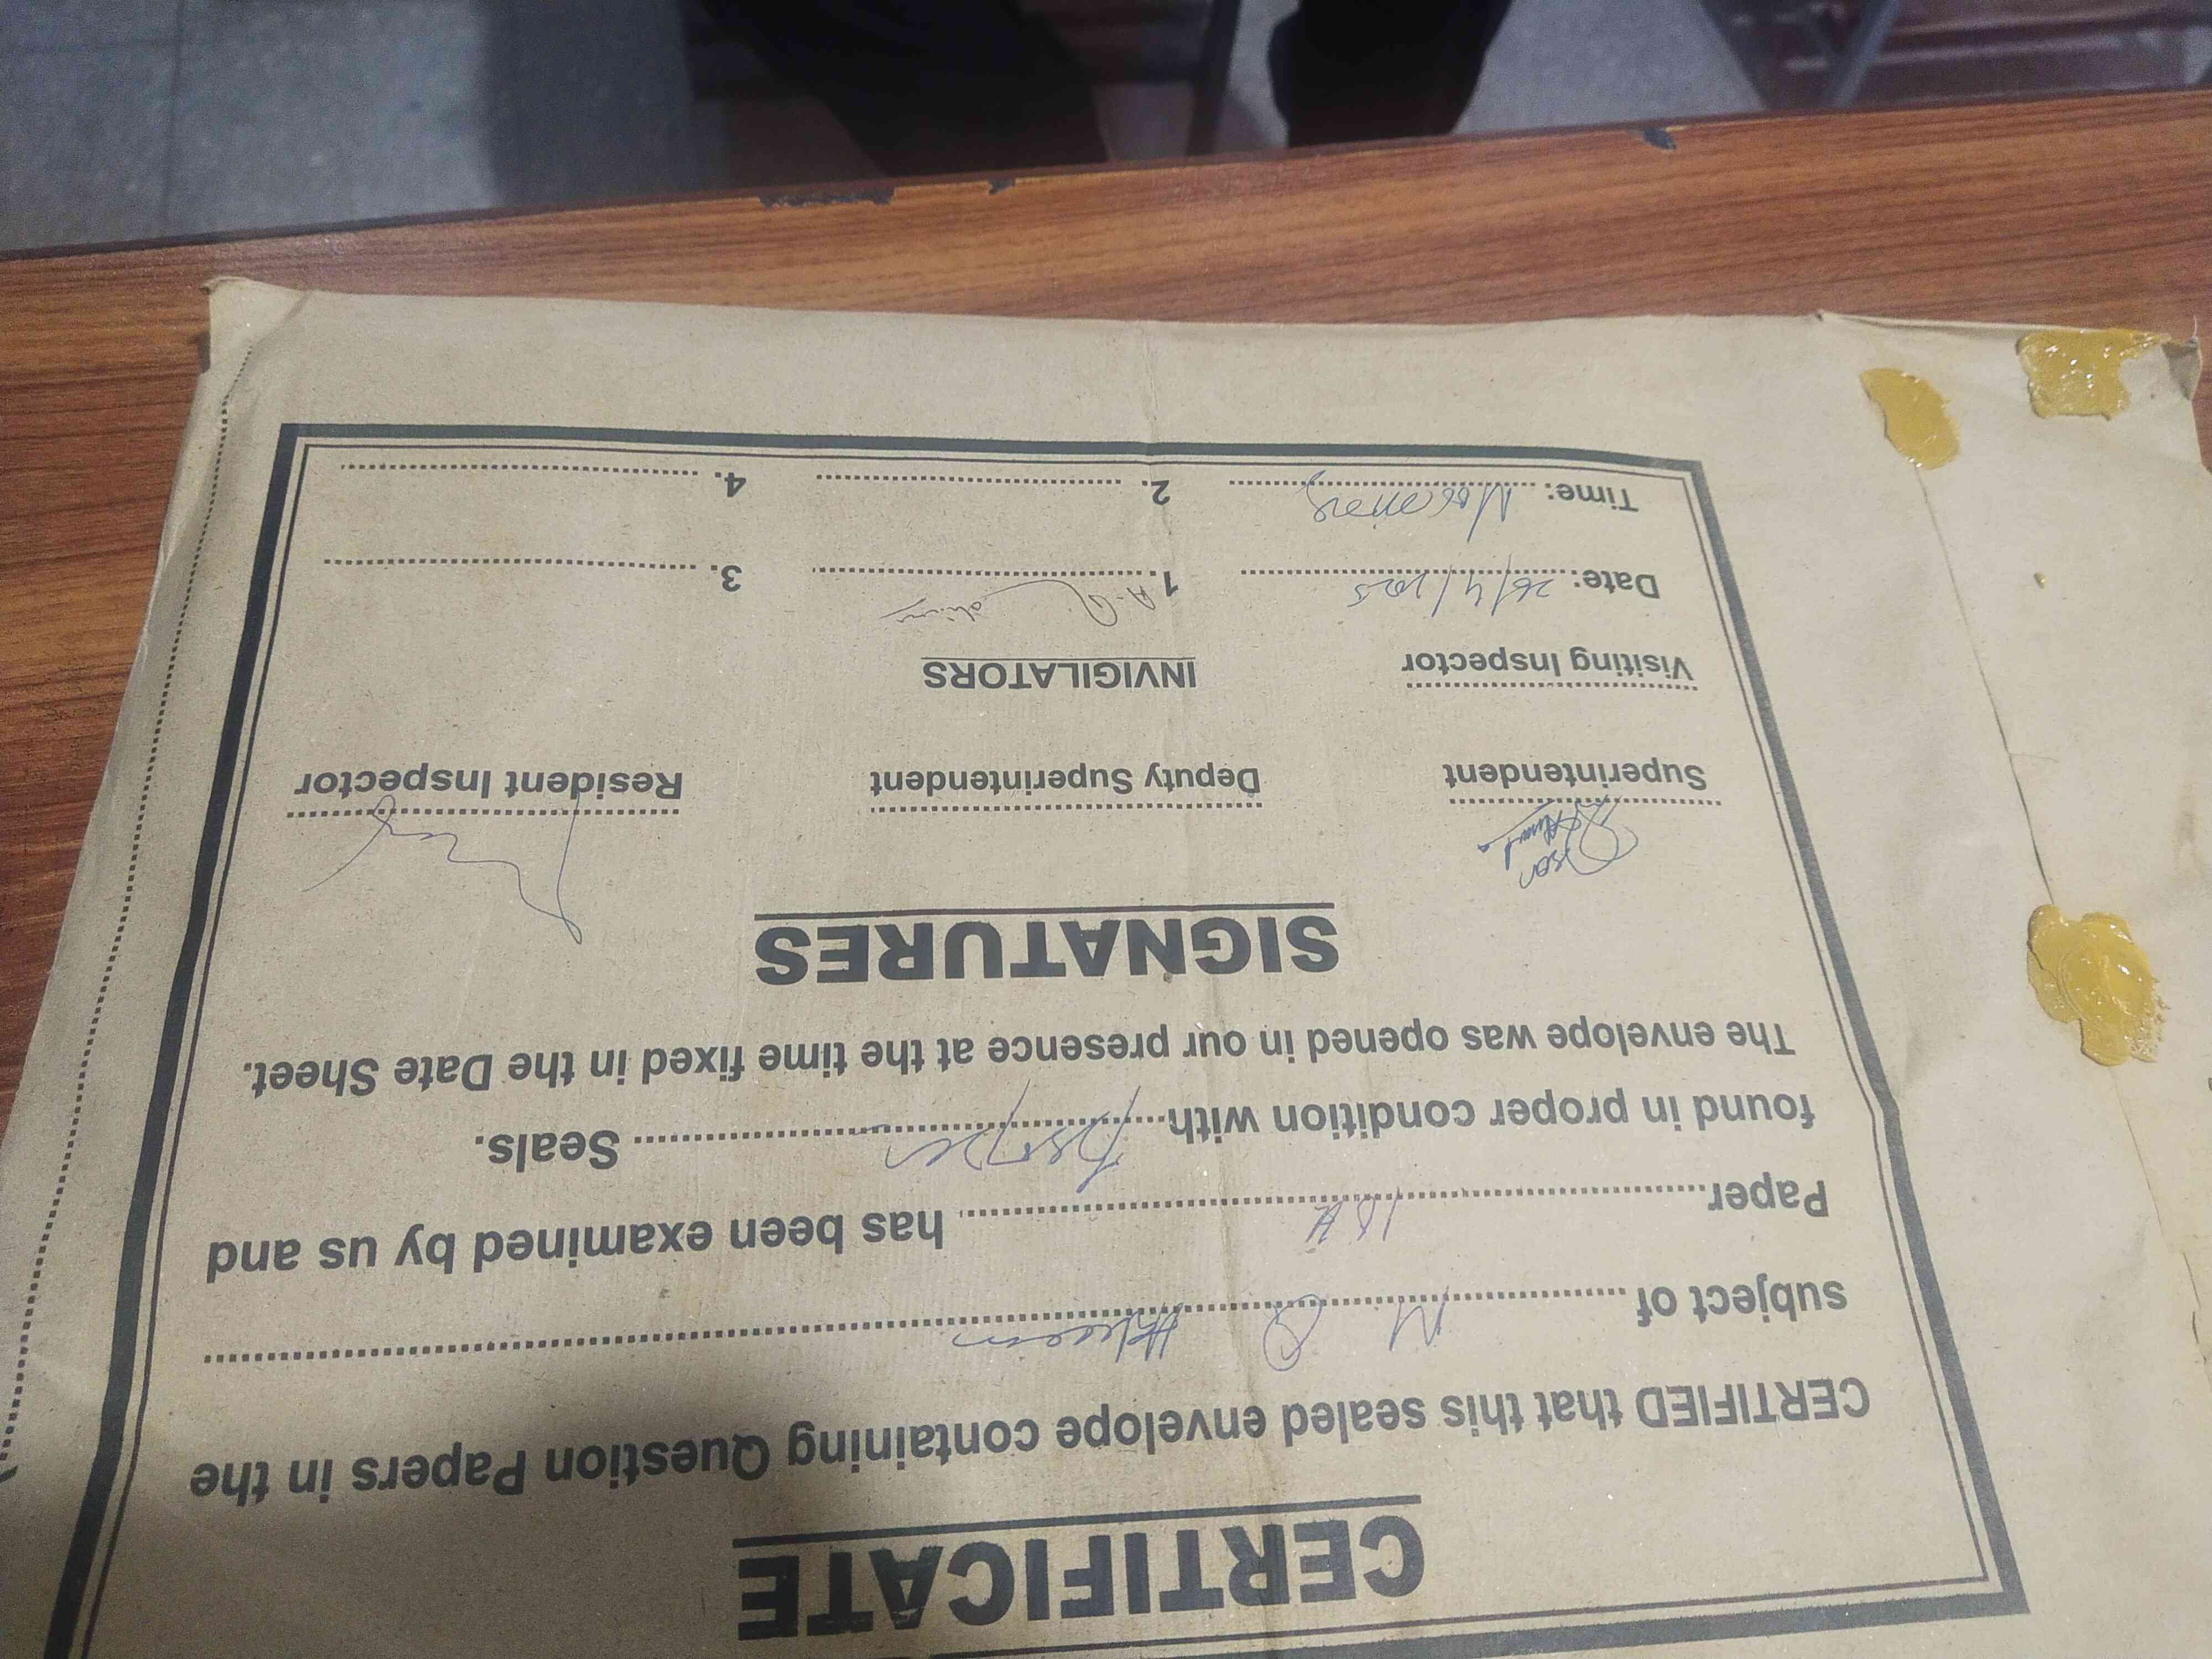 CERTIFICATE
CERTIFIED that this sealed envelope containing Question Papers in the
subject of M Q Hakeem
Paper 10th has been examined by us and
found in proper condition with Seals.
The envelope was opened in our presence at the time fixed in the Date Sheet.
SIGNATURES
Superintendent Deputy Superintendent Resident Inspector
Visiting Inspector INVIGILATORS
Date: 26/4/2025 1. 3.
Time: Morning 2. 4.